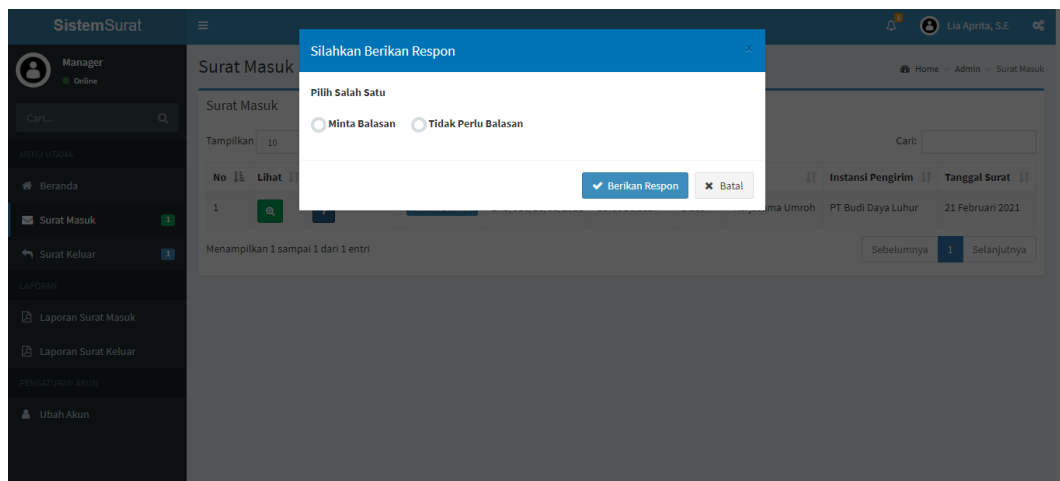 SistemSurat
Lia Aprita, S.E
Manager
Online
Cari...
MENU UTAMA
Beranda
Surat Masuk 1
Surat Keluar 1
LAPORAN
Laporan Surat Masuk
Laporan Surat Keluar
PENGATURAN AKUN
Ubah Akun
Surat Masuk
Home > Admin > Surat Masuk
Silahkan Berikan Respon ×
Pilih Salah Satu
Minta Balasan Tidak Perlu Balasan
Berikan Respon Batal
Surat Masuk
Tampilkan 10 Cari:
No Lihat Instansi Pengirim Tanggal Surat
1 Umroh PT Budi Daya Luhur 21 Februari 2021
Menampilkan 1 sampai 1 dari 1 entri
Sebelumnya 1 Selanjutnya